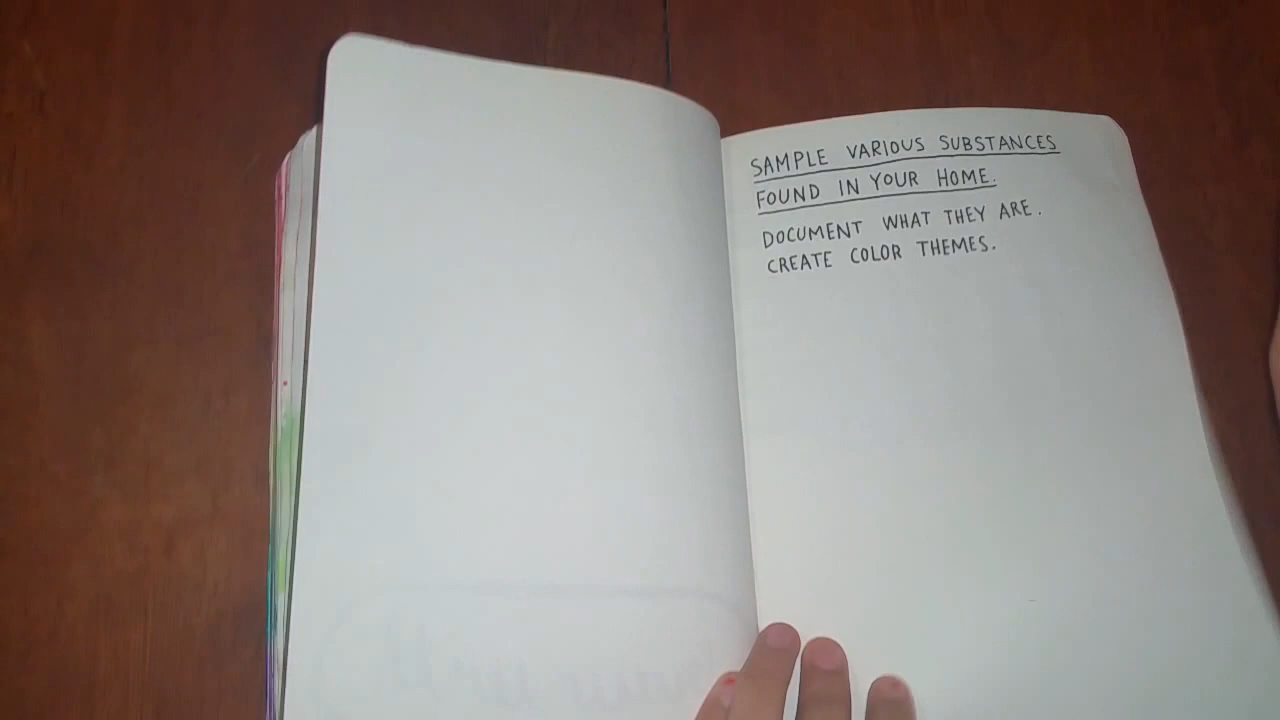 SAMPLE VARIOUS SUBSTANCES
FOUND IN YOUR HOME.
DOCUMENT WHAT THEY ARE.
CREATE COLOR THEMES.